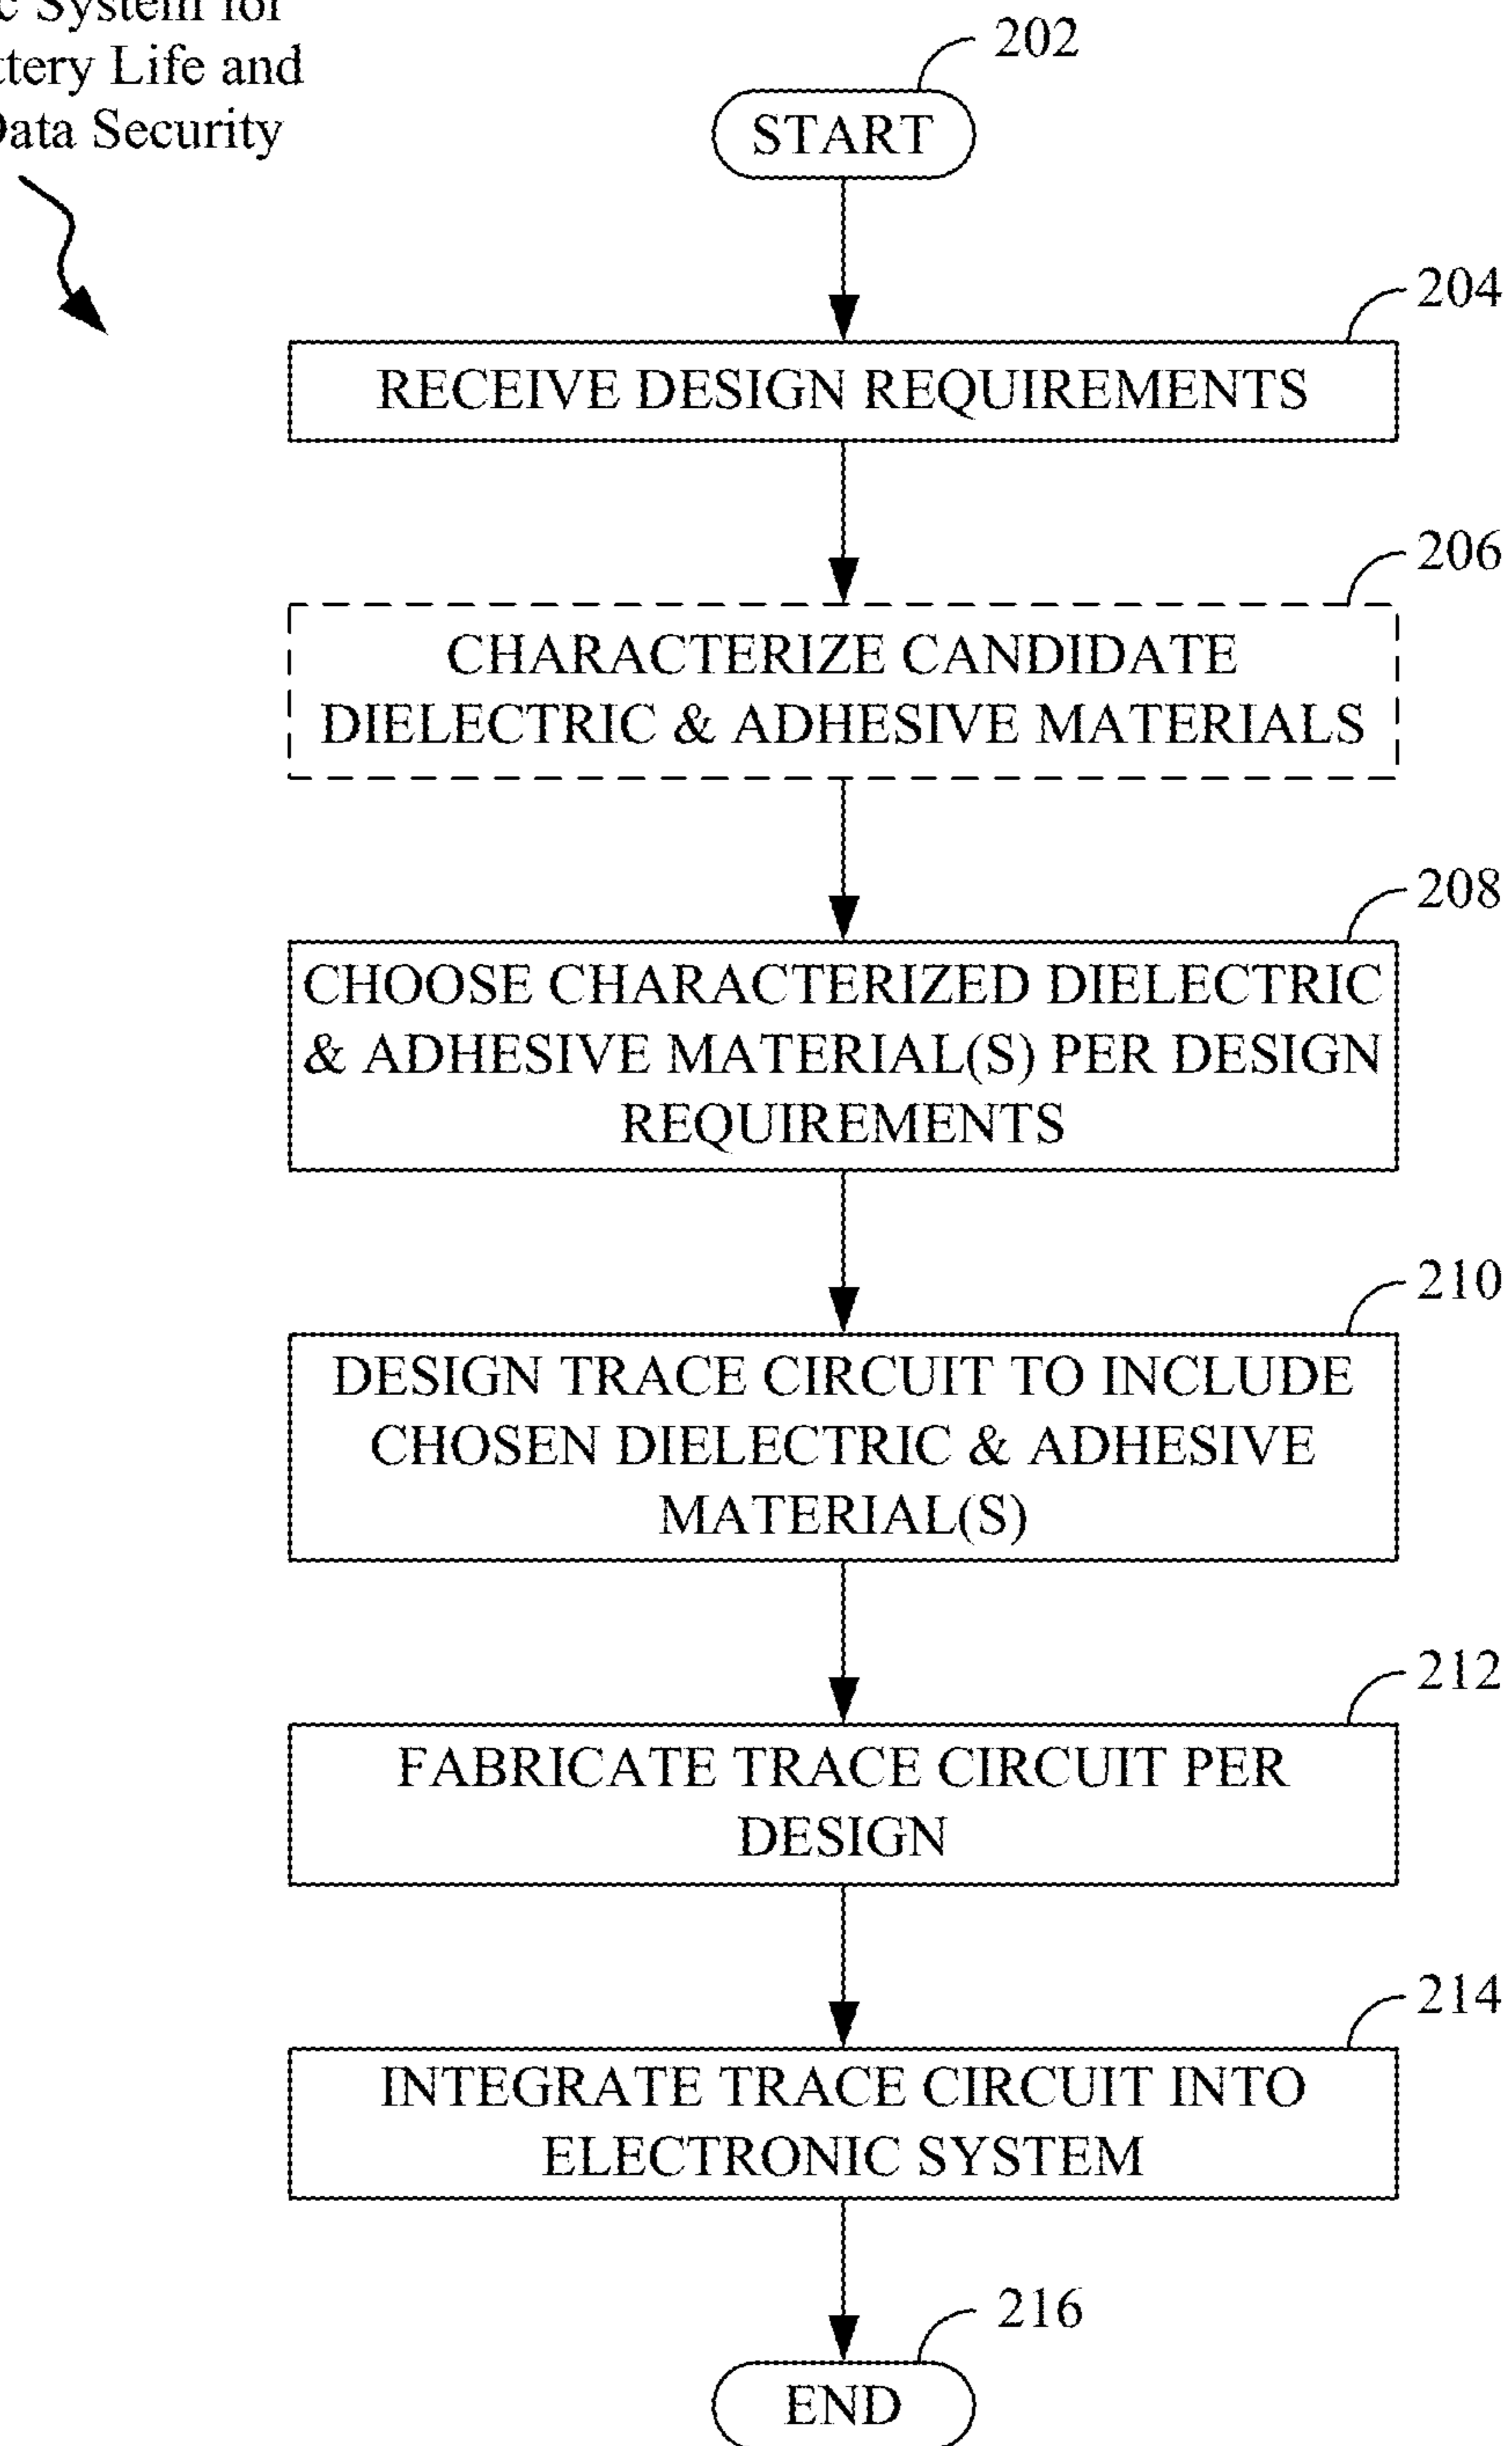 System for
Life and
Data Security
202
START
204
RECEIVE DESIGN REQUIREMENTS
206
CHARACTERIZE CANDIDATE
DIELECTRIC & ADHESIVE MATERIALS
208
CHOOSE CHARACTERIZED DIELECTRIC
& ADHESIVE MATERIAL(S) PER DESIGN
REQUIREMENTS
210
DESIGN TRACE CIRCUIT TO INCLUDE
CHOSEN DIELECTRIC & ADHESIVE
MATERIAL(S)
212
FABRICATE TRACE CIRCUIT PER
DESIGN
214
INTEGRATE TRACE CIRCUIT INTO
ELECTRONIC SYSTEM
216
END